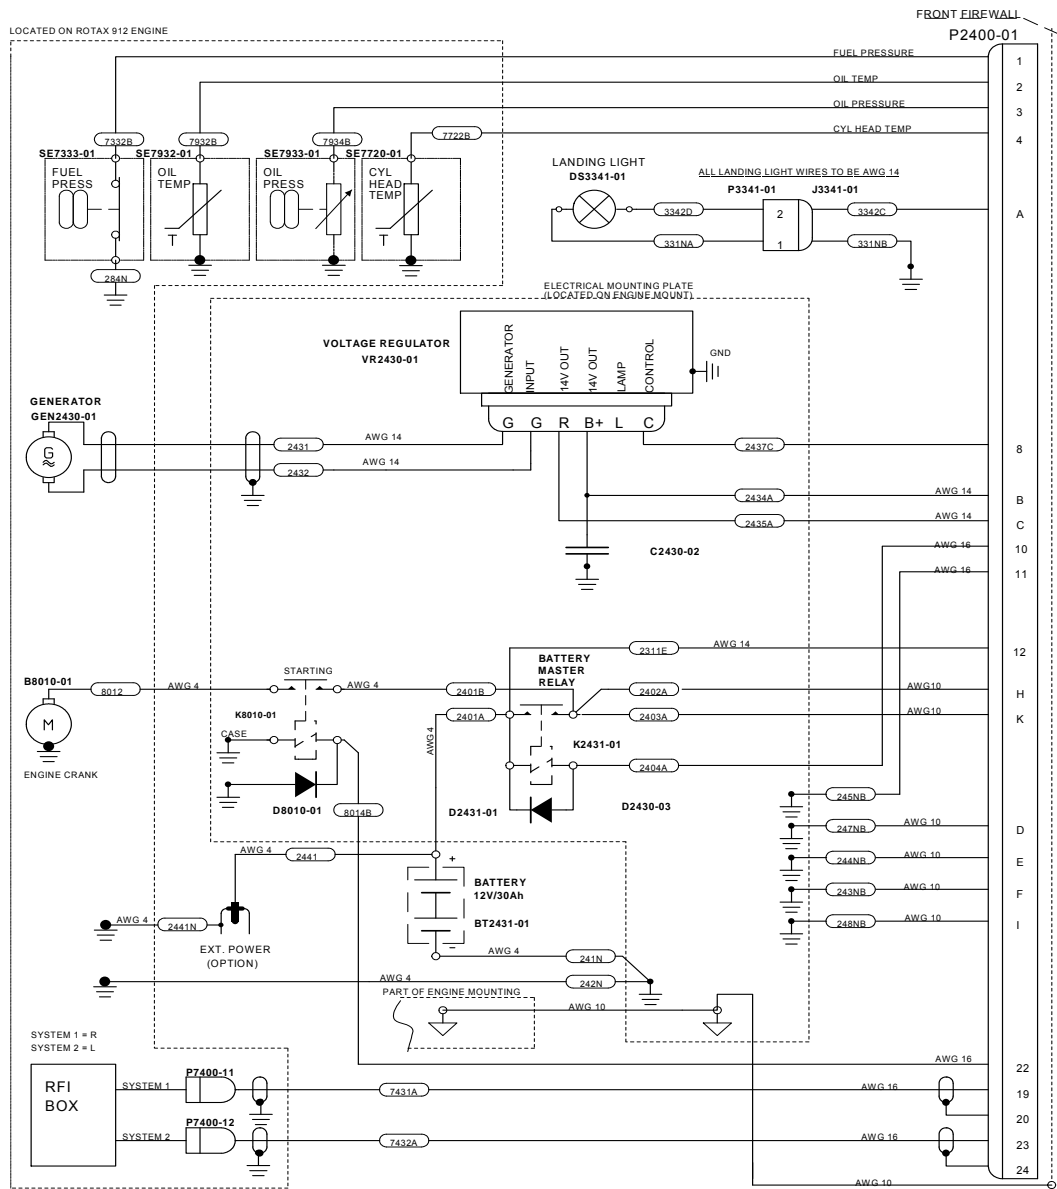 FRONT FIREWALL
LOCATED ON ROTAX 912 ENGINE
P2400-01
FUEL PRESSURE
1
OIL TEMP
2
OIL PRESSURE
3
CYL HEAD TEMP
4
7332B
7932B
7934B
7722B
SE7333-01
SE7932-01
SE7933-01
SE7720-01
FUEL
PRESS
OIL
TEMP
OIL
PRESS
CYL
HEAD
TEMP
T
T
284N
LANDING LIGHT
DS3341-01
ALL LANDING LIGHT WIRES TO BE AWG 14
P3341-01
J3341-01
3342D
2
3342C
A
331NA
1
331NB
ELECTRICAL MOUNTING PLATE
(LOCATED ON ENGINE MOUNT)
VOLTAGE REGULATOR
VR2430-01
GENERATOR
INPUT
14V OUT
14V OUT
LAMP
CONTROL
GND
G G R B+ L C
GENERATOR
GEN2430-01
G
2431
AWG 14
2437C
8
2432
AWG 14
2434A
AWG 14
B
2435A
AWG 14
C
C2430-02
AWG 16
10
AWG 16
11
2311E
AWG 14
12
BATTERY
MASTER
RELAY
B8010-01
STARTING
8012
AWG 4
AWG 4
2401B
2402A
AWG10
H
M
K8010-01
2401A
2403A
AWG10
K
CASE
AWG 4
K2431-01
2404A
ENGINE CRANK
D8010-01
8014B
D2431-01
D2430-03
245NB
247NB
AWG 10
D
AWG 4
2441
244NB
AWG 10
E
+
BATTERY
12V/30Ah
243NB
AWG 10
F
AWG 4
2441N
BT2431-01
248NB
AWG 10
I
EXT. POWER
(OPTION)
–
AWG 4
241N
AWG 4
242N
PART OF ENGINE MOUNTING
AWG 10
SYSTEM 1 = R
SYSTEM 2 = L
AWG 16
22
RFI
BOX
SYSTEM 1
P7400-11
7431A
AWG 16
19
20
SYSTEM 2
P7400-12
7432A
AWG 16
23
24
AWG 10